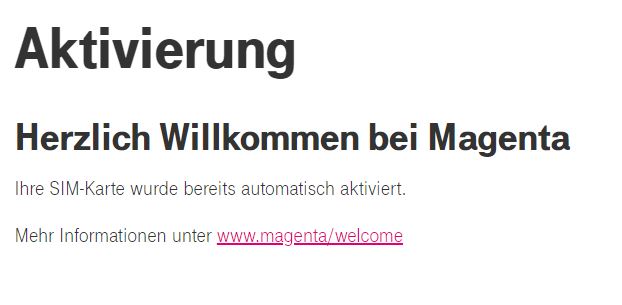 Aktivierung
Herzlich Willkommen bei Magenta
Ihre SIM-Karte wurde bereits automatisch aktiviert.
Mehr Informationen unter www.magenta/welcome